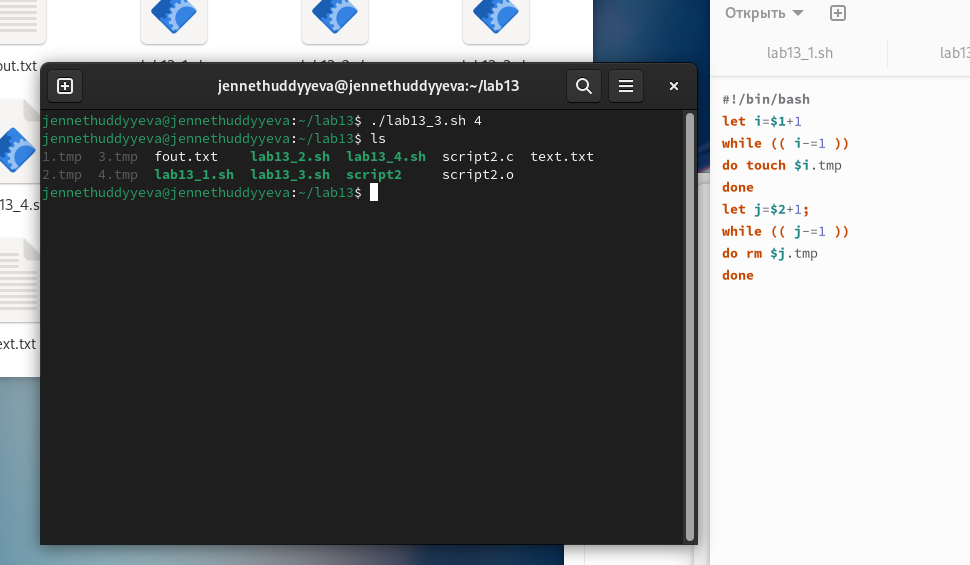 Открыть
lab13_1.sh
lab13
out.txt
13_4.s
ext.txt
jennethuddyyeva@jennethuddyyeva:~/lab13
jennethuddyyeva@jennethuddyyeva:~/lab13$ ./lab13_3.sh 4
jennethuddyyeva@jennethuddyyeva:~/lab13$ ls
1.tmp 3.tmp fout.txt lab13_2.sh lab13_4.sh script2.c text.txt
2.tmp 4.tmp lab13_1.sh lab13_3.sh script2 script2.o
jennethuddyyeva@jennethuddyyeva:~/lab13$
#!/bin/bash
let i=$1+1
while (( i-=1 ))
do touch $i.tmp
done
let j=$2+1;
while (( j-=1 ))
do rm $j.tmp
done